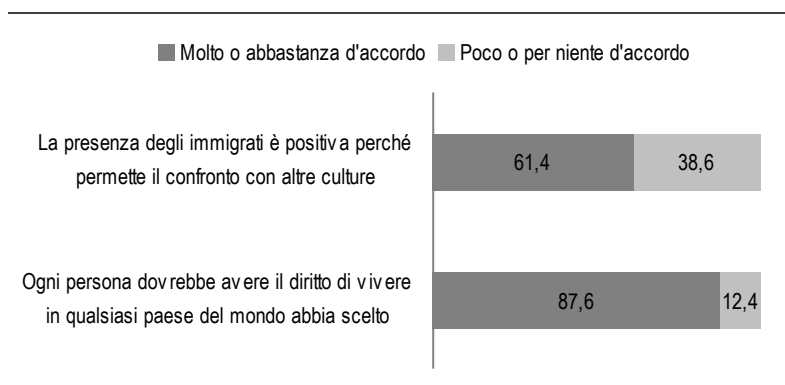 Molto o abbastanza d'accordo Poco o per niente d'accordo
La presenza degli immigrati è positiva perché
permette il confronto con altre culture
61,4 38,6
Ogni persona dovrebbe avere il diritto di vivere
in qualsiasi paese del mondo abbia scelto
87,6 12,4